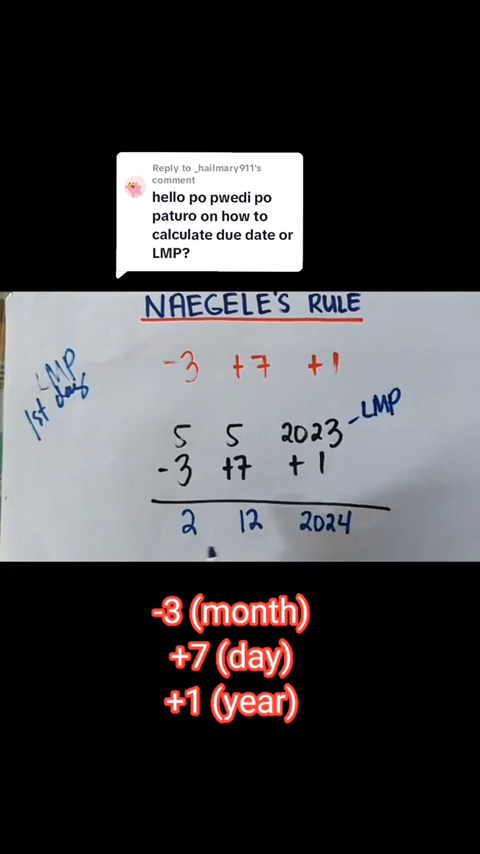 Reply to _hailmary911's
comment
hello po pwedi po
paturo on how to
calculate due date or
LMP?
NAEGELE'S RULE
-3 +7 +1
LMP
1st day
5 5 2023 - LMP
-3 +7 +1
2 12 2024
-3 (month)
+7 (day)
+1 (year)